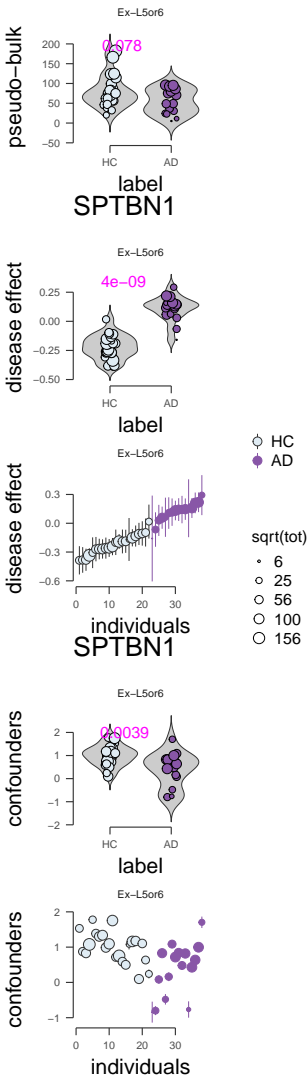 Ex-L5or6
pseudo-bulk
200
150
100
50
0
−50
0.078
HC
AD
label
SPTBN1
Ex-L5or6
disease effect
0.25
0.00
−0.25
−0.50
4e-09
HC
AD
label
Ex-L5or6
disease effect
0.3
0.0
−0.3
−0.6
0
10
20
30
individuals
HC
AD
sqrt(tot)
6
25
56
100
156
SPTBN1
Ex-L5or6
confounders
2
1
0
−1
−2
0.0039
HC
AD
label
Ex-L5or6
confounders
2
1
0
−1
0
10
20
30
individuals